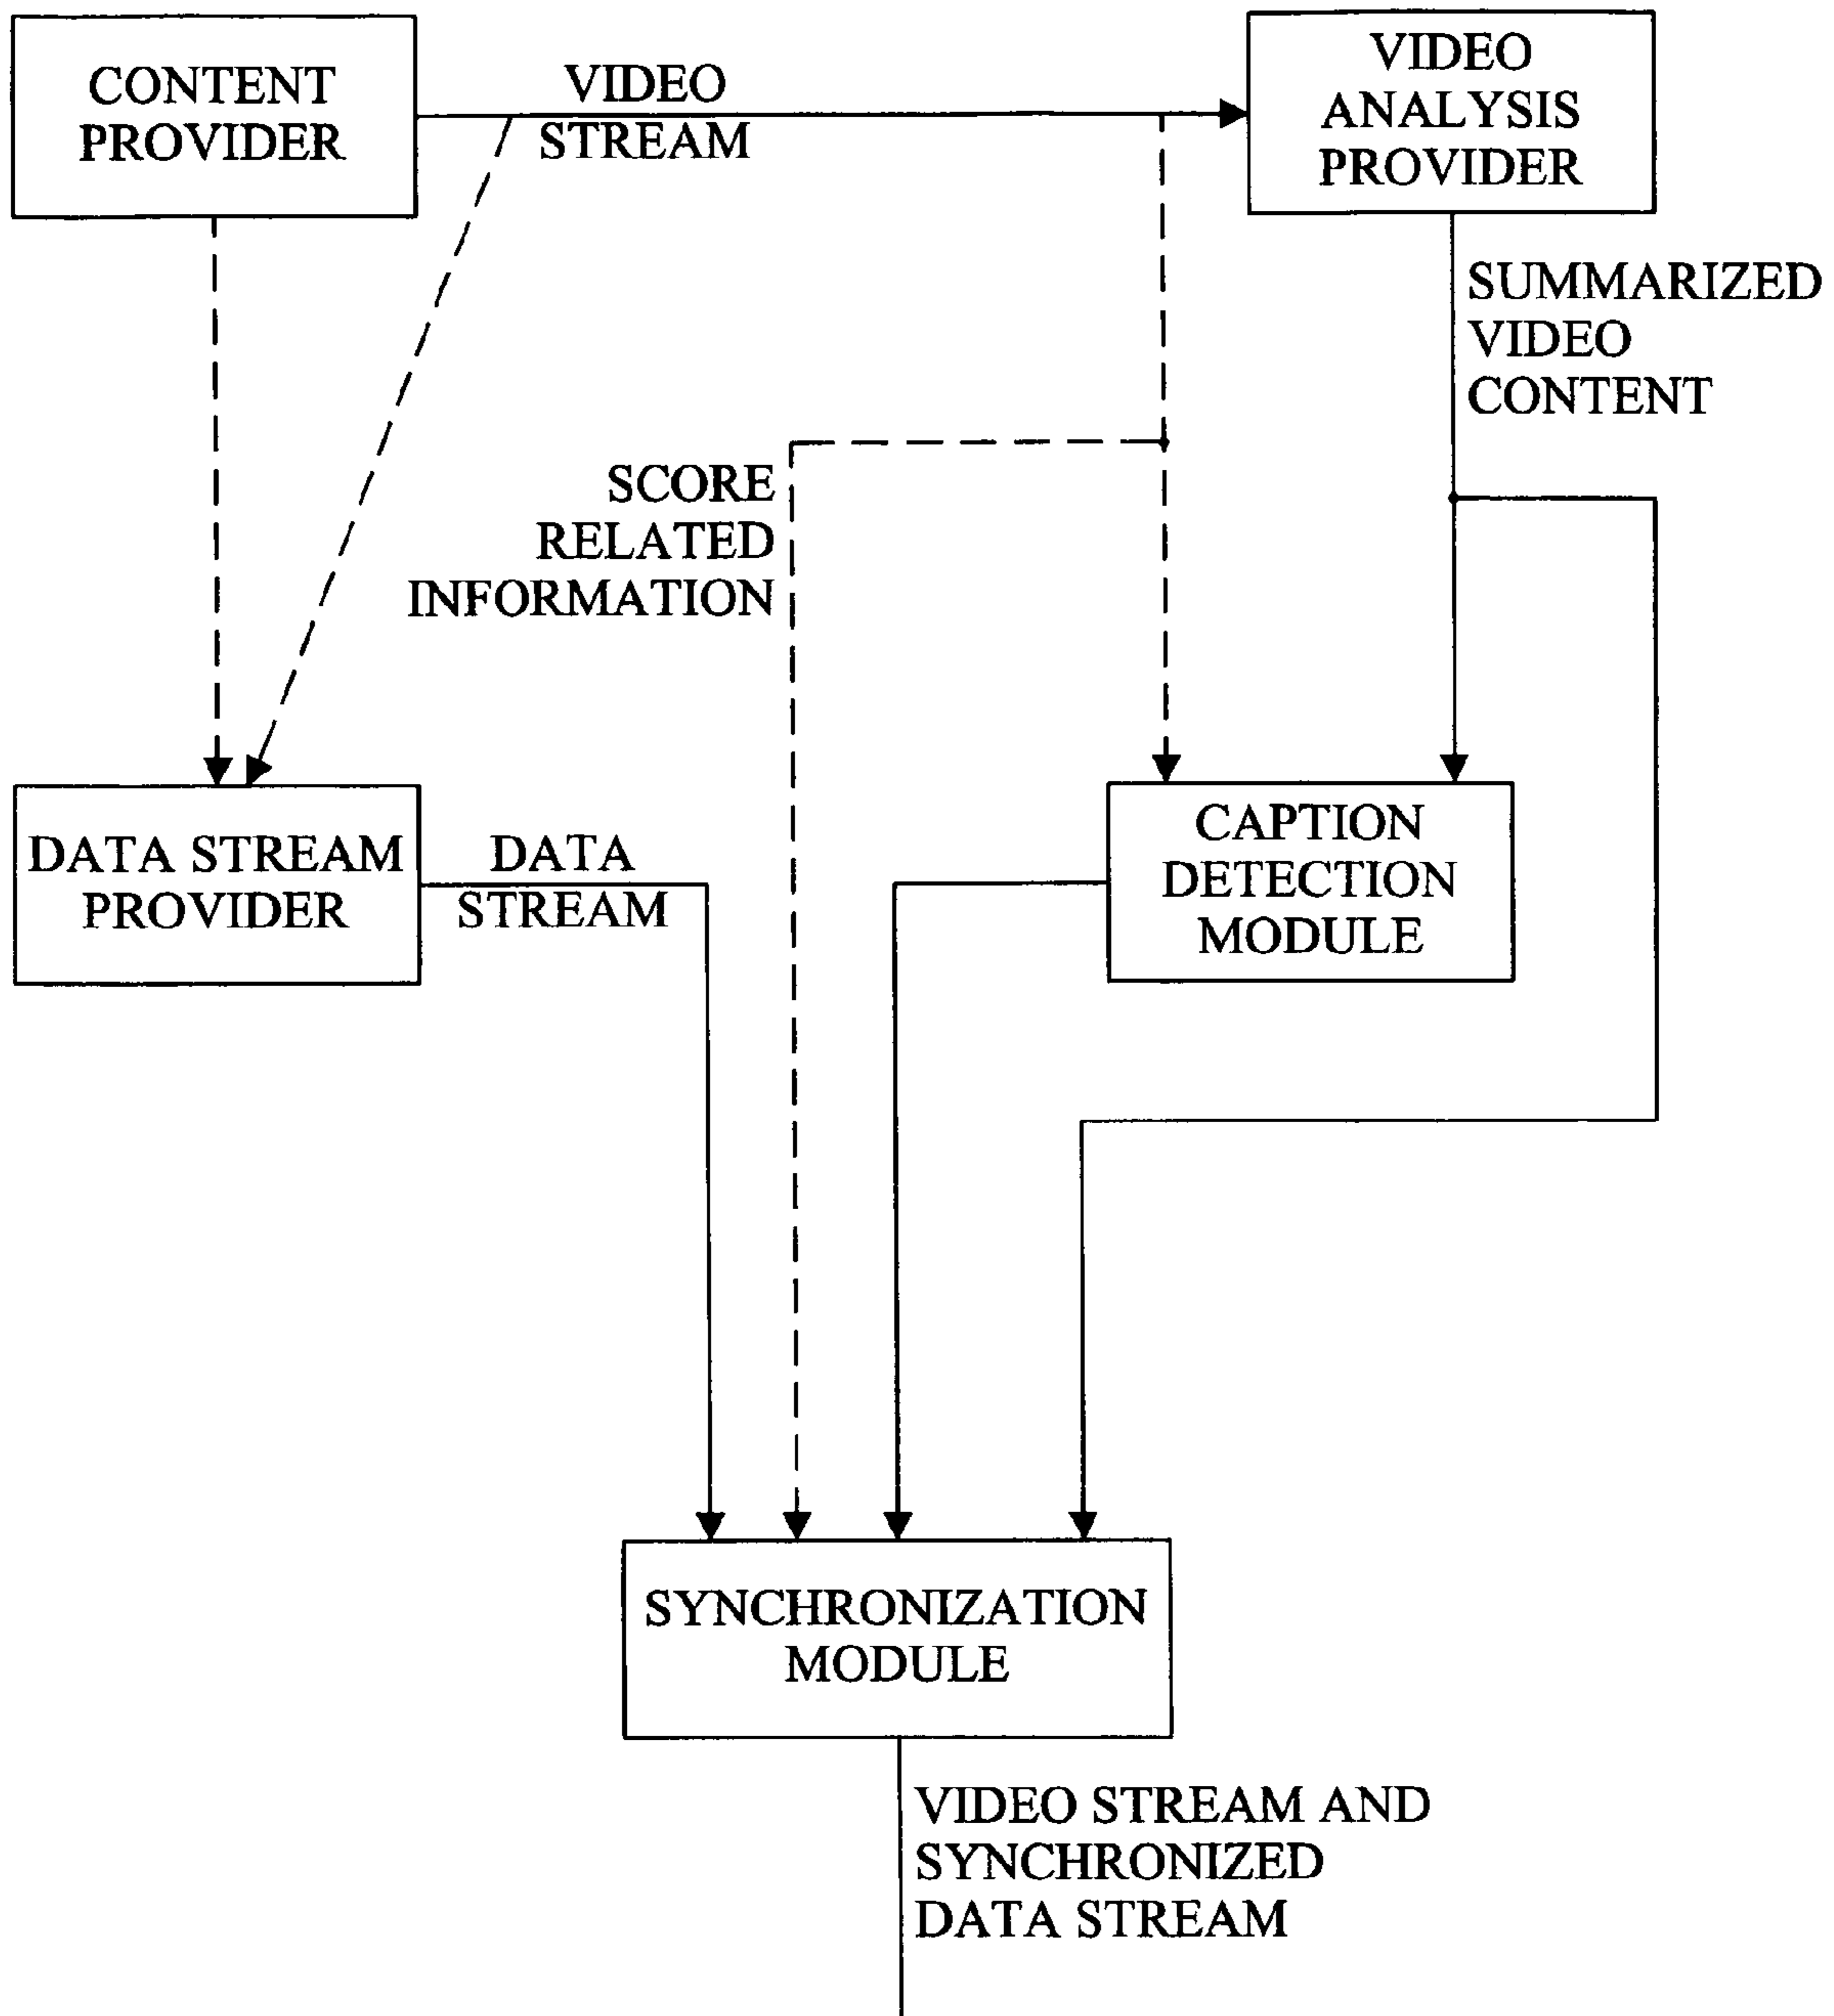 CONTENT
PROVIDER
VIDEO
STREAM
VIDEO
ANALYSIS
PROVIDER
SUMMARIZED
VIDEO
CONTENT
SCORE
RELATED
INFORMATION
DATA STREAM
PROVIDER
DATA
STREAM
CAPTION
DETECTION
MODULE
SYNCHRONIZATION
MODULE
VIDEO STREAM AND
SYNCHRONIZED
DATA STREAM